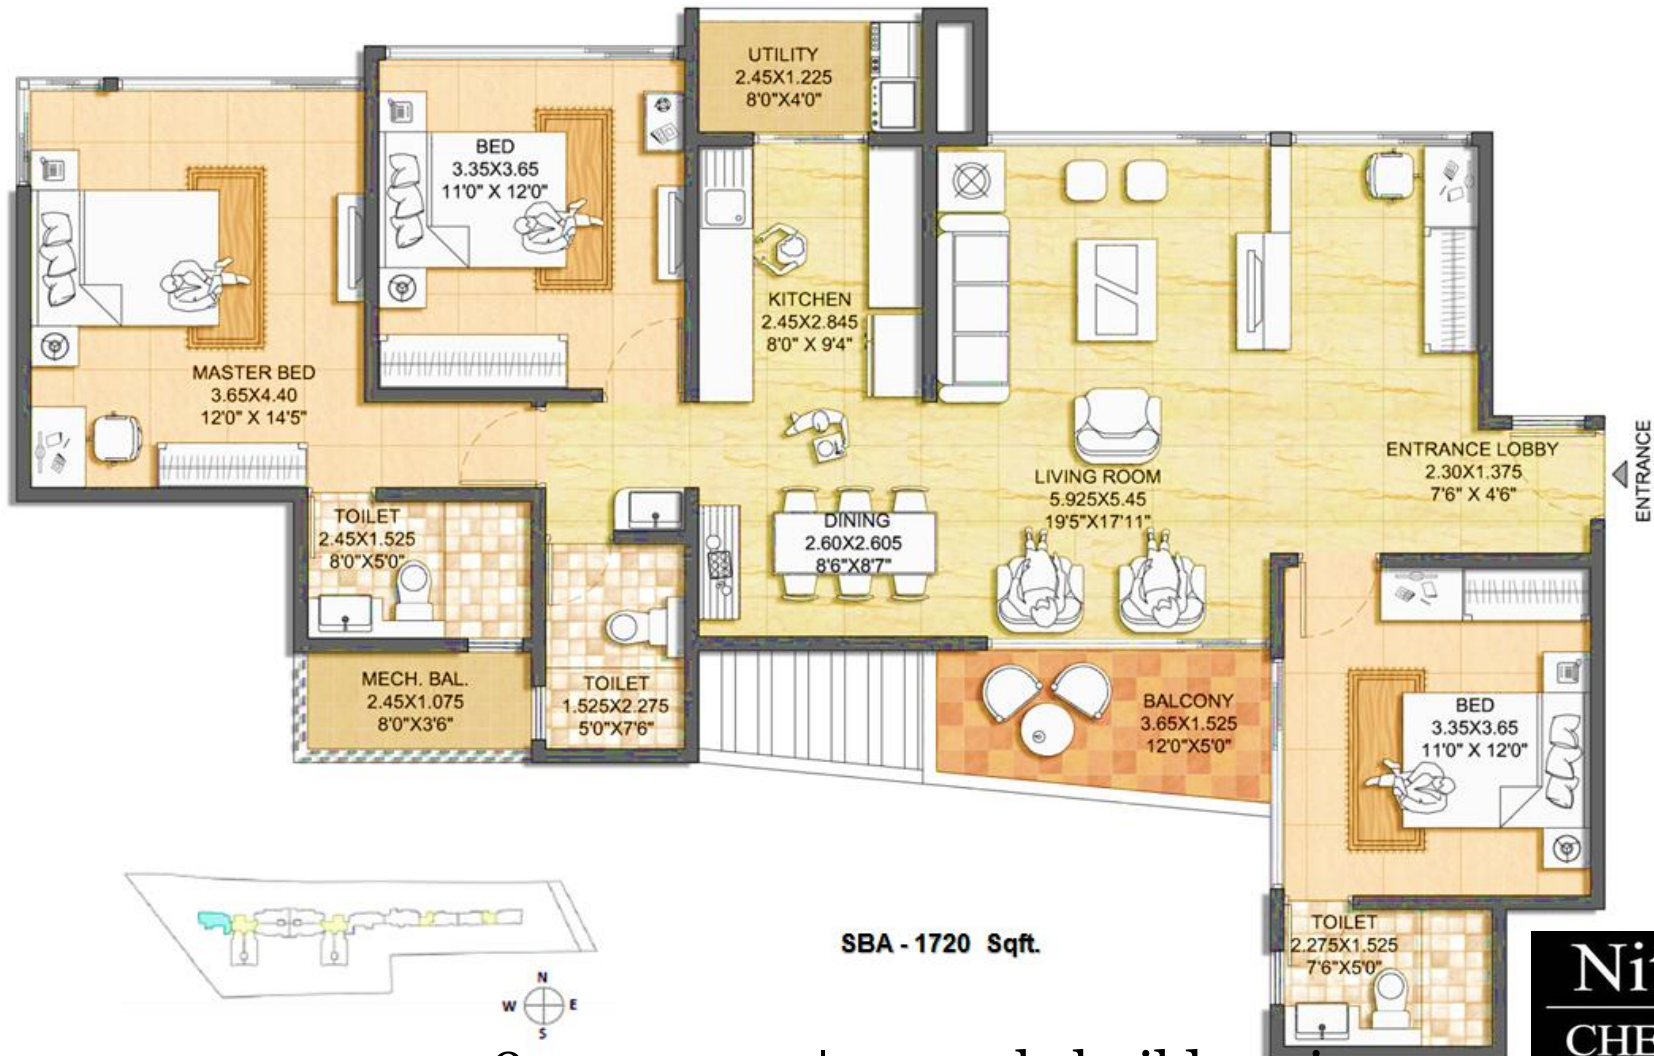 UTILITY
2.45X1.225
8'0"X4'0"
BED
3.35X3.65
11'0" X 12'0"
KITCHEN
2.45X2.845
8'0" X 9'4"
MASTER BED
3.65X4.40
12'0" X 14'5"
ENTRANCE LOBBY
2.30X1.375
7'6" X 4'6"
ENTRANCE
LIVING ROOM
5.925X5.45
19'5"X17'11"
DINING
2.60X2.605
8'6"X8'7"
TOILET
2.45X1.525
8'0"X5'0"
MECH. BAL.
2.45X1.075
8'0"X3'6"
TOILET
1.525X2.275
5'0"X7'6"
BALCONY
3.65X1.525
12'0"X5'0"
BED
3.35X3.65
11'0" X 12'0"
TOILET
2.275X1.525
7'6"X5'0"
SBA - 1720 Sqft.
N
W E
S